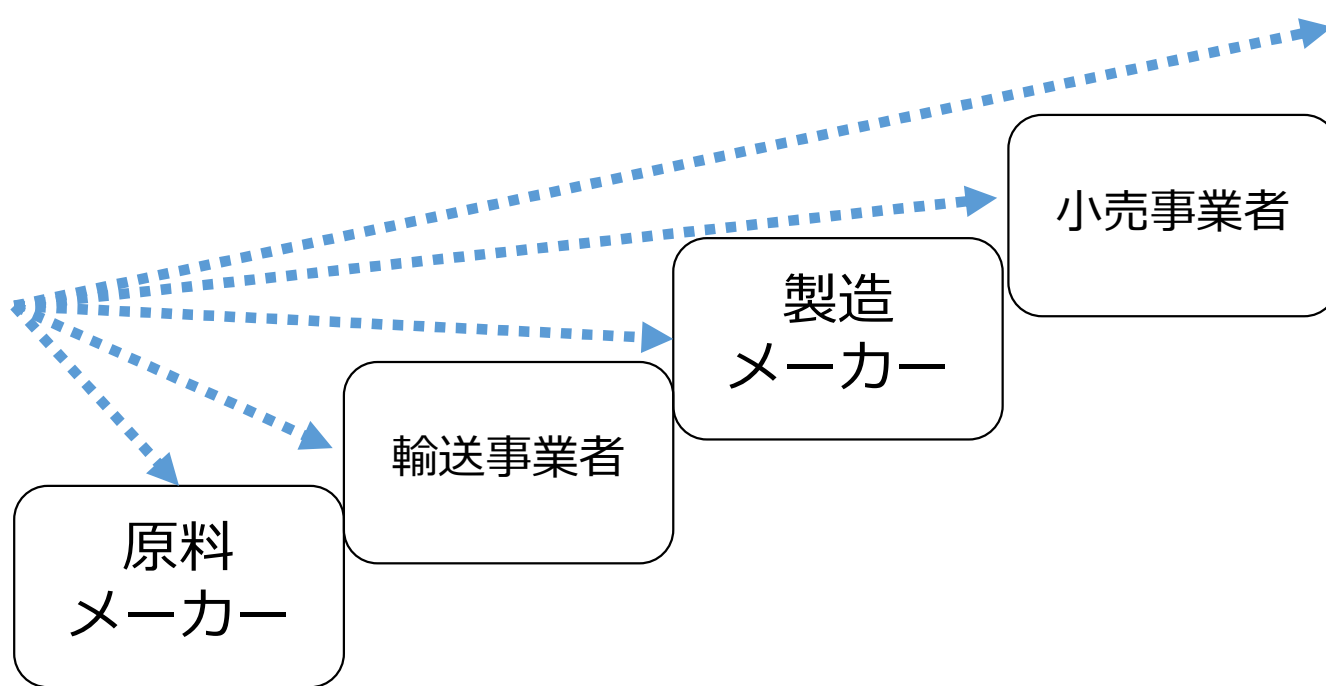 小売事業者
製造
メーカー
輸送事業者
原料
メーカー